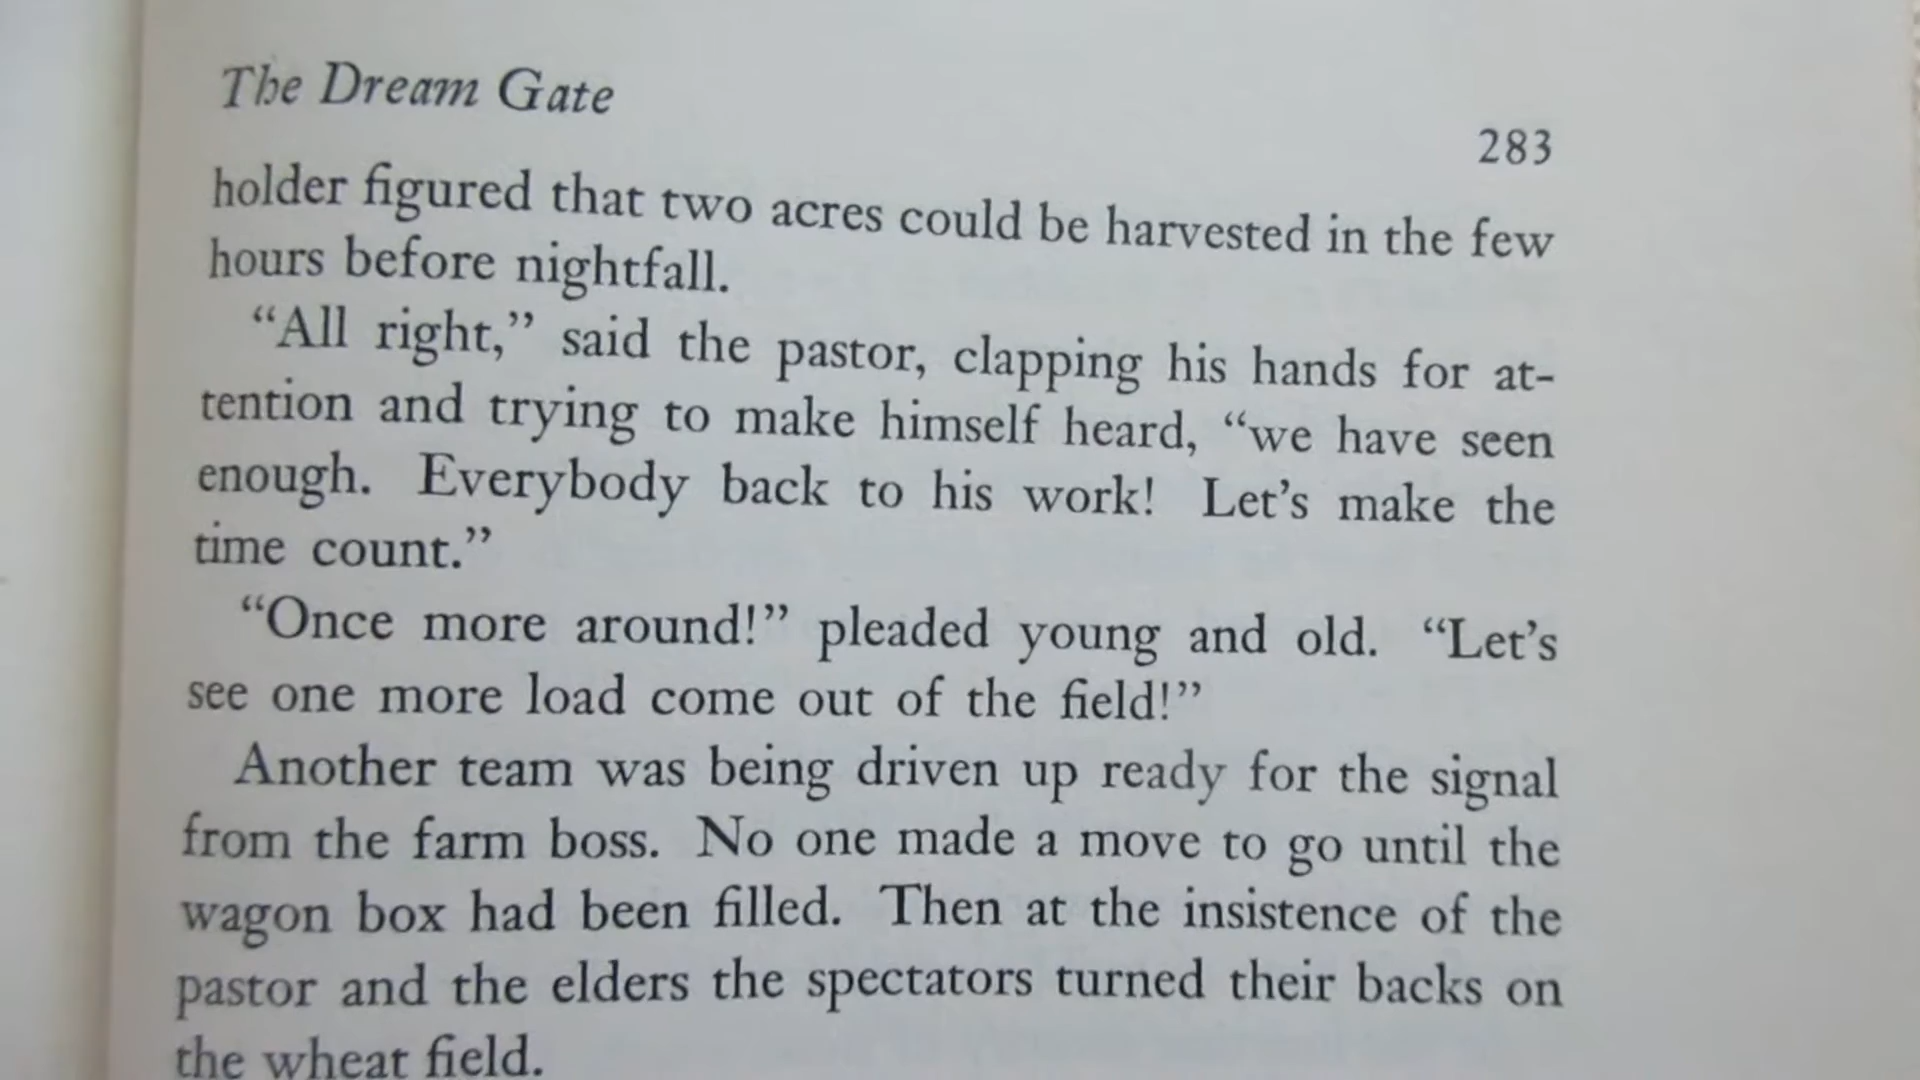 The Dream Gate
283
holder figured that two acres could be harvested in the few
hours before nightfall.
“All right,” said the pastor, clapping his hands for at-
tention and trying to make himself heard, “we have seen
enough. Everybody back to his work! Let’s make the
time count.”
“Once more around!” pleaded young and old. “Let’s
see one more load come out of the field!”
Another team was being driven up ready for the signal
from the farm boss. No one made a move to go until the
wagon box had been filled. Then at the insistence of the
pastor and the elders the spectators turned their backs on
the wheat field.